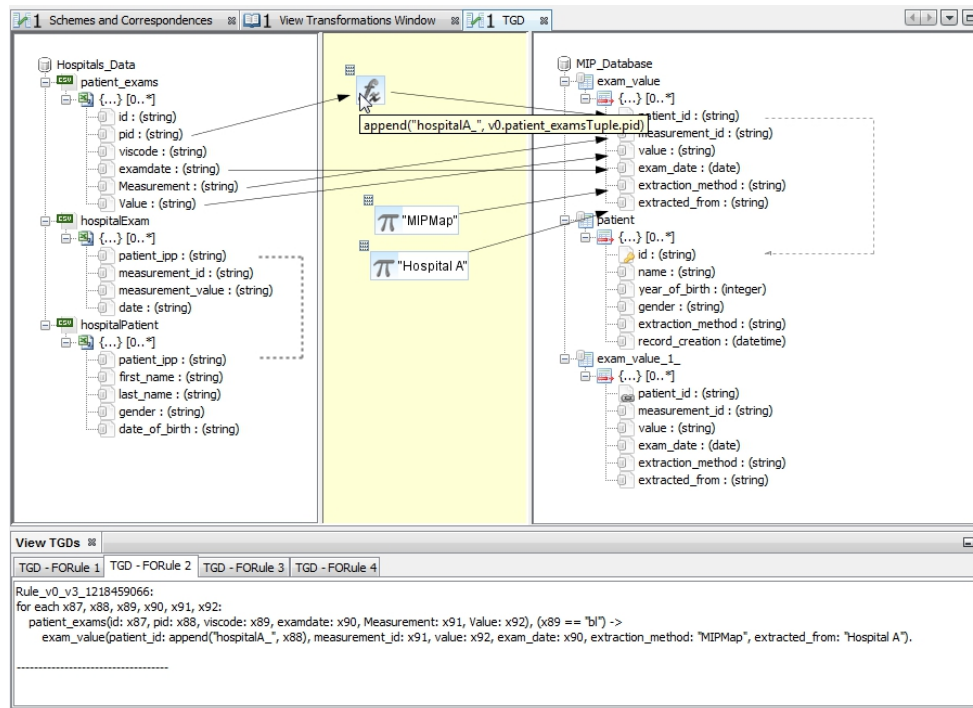 1 Schemes and Correspondences
1 View Transformations Window
1 TGD
Hospitals_Data
patient_exams
{...} [0..*]
id : (string)
pid : (string)
viscode : (string)
examdate : (string)
Measurement : (string)
Value : (string)
hospitalExam
{...} [0..*]
patient_ipp : (string)
measurement_id : (string)
measurement_value : (string)
date : (string)
hospitalPatient
{...} [0..*]
patient_ipp : (string)
first_name : (string)
last_name : (string)
gender : (string)
date_of_birth : (string)
append("hospitalA_", v0.patient_examsTuple.pid)
"MIPMap"
"Hospital A"
MIP_Database
exam_value
{...} [0..*]
patient_id : (string)
measurement_id : (string)
value : (string)
exam_date : (date)
extraction_method : (string)
extracted_from : (string)
patient
{...} [0..*]
id : (string)
name : (string)
year_of_birth : (integer)
gender : (string)
extraction_method : (string)
record_creation : (datetime)
exam_value_1_
{...} [0..*]
patient_id : (string)
measurement_id : (string)
value : (string)
exam_date : (date)
extraction_method : (string)
extracted_from : (string)
View TGDs
TGD - FORule 1 TGD - FORule 2 TGD - FORule 3 TGD - FORule 4
Rule_v0_v3_1218459066:
for each x87, x88, x89, x90, x91, x92:
patient_exams(id: x87, pid: x88, viscode: x89, examdate: x90, Measurement: x91, Value: x92), (x89 == "bl") ->
exam_value(patient_id: append("hospitalA_", x88), measurement_id: x91, value: x92, exam_date: x90, extraction_method: "MIPMap", extracted_from: "Hospital A").
-----------------------------------